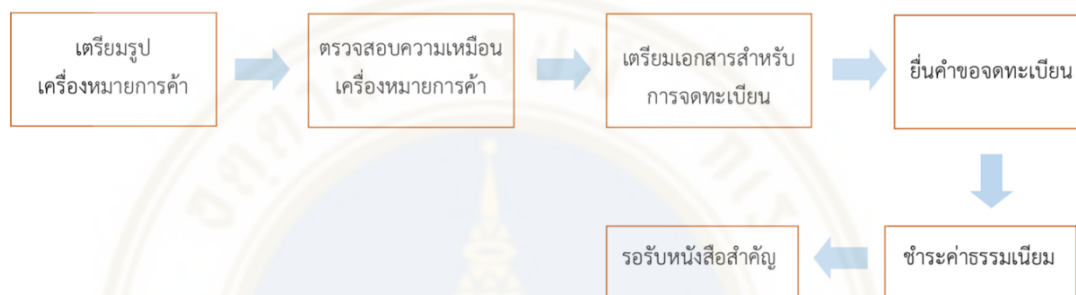 เตรียมรูป
เครื่องหมายการค้า
ตรวจสอบความเหมือน
เครื่องหมายการค้า
เตรียมเอกสารสำหรับ
การจดทะเบียน
ยื่นคำขอจดทะเบียน
ชำระค่าธรรมเนียม
รอรับหนังสือสำคัญ